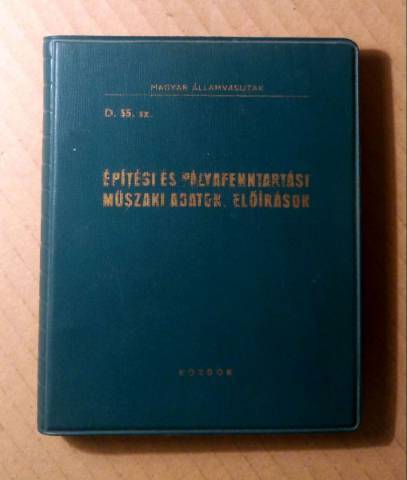 MAGYAR ÁLLAMVASUTAK
D. 55. sz.
ÉPÍTÉSI ÉS PÁLYAFENNTARTÁSI
MŰSZAKI ADATOK, ELŐÍRÁSOK
KÖZDOK